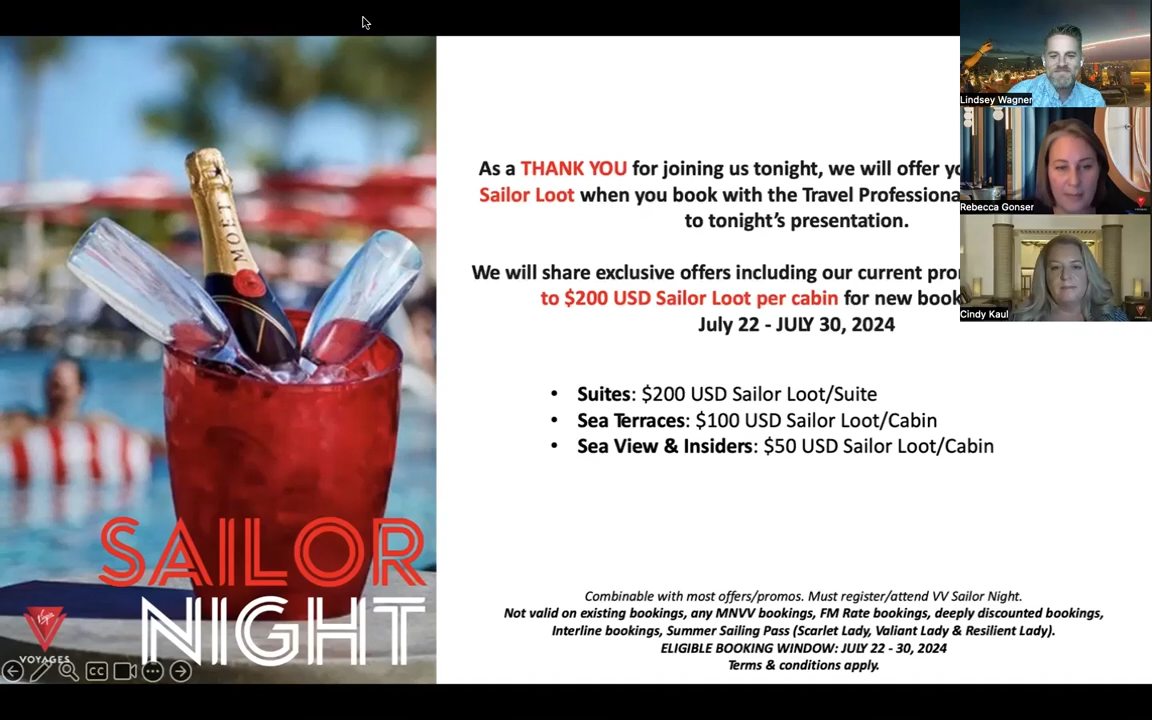 As a THANK YOU for joining us tonight, we will offer
Sailor Loot when you book with the Travel
to tonight’s presentation.
We will share exclusive offers including our current
to $200 USD Sailor Loot per cabin for new
July 22 - JULY 30, 2024
• Suites: $200 USD Sailor Loot/Suite
• Sea Terraces: $100 USD Sailor Loot/Cabin
• Sea View & Insiders: $50 USD Sailor Loot/Cabin
Combinable with most offers/promos. Must register/attend VV Sailor Night.
Not valid on existing bookings, any MNVV bookings, FM Rate bookings, deeply discounted bookings,
Interline bookings, Summer Sailing Pass (Scarlet Lady, Valiant Lady & Resilient Lady).
ELIGIBLE BOOKING WINDOW: JULY 22 - 30, 2024
Terms & conditions apply.
MOËT
SAILOR
NIGHT
Virgin
VOYAGES
CC
Lindsey Wagner
Rebecca Gonser
Cindy Kaul